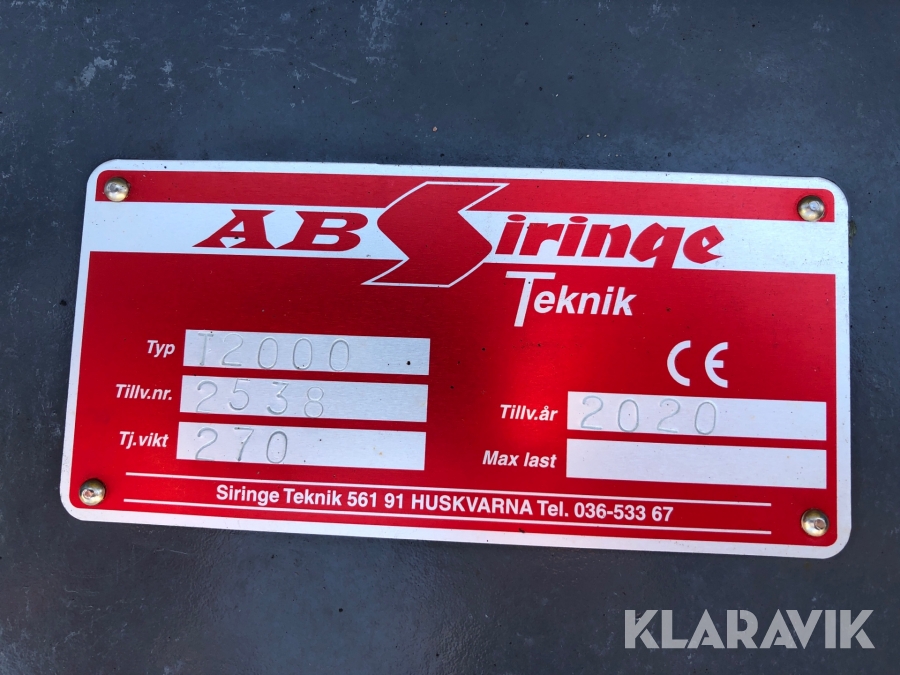 AB Siringe
Teknik
Typ T2000
CE
Tillv.nr. 2538
Tillv.år 2020
Tj.vikt 270
Max last
Siringe Teknik 561 91 HUSKVARNA Tel. 036-533 67
KLARAVIK